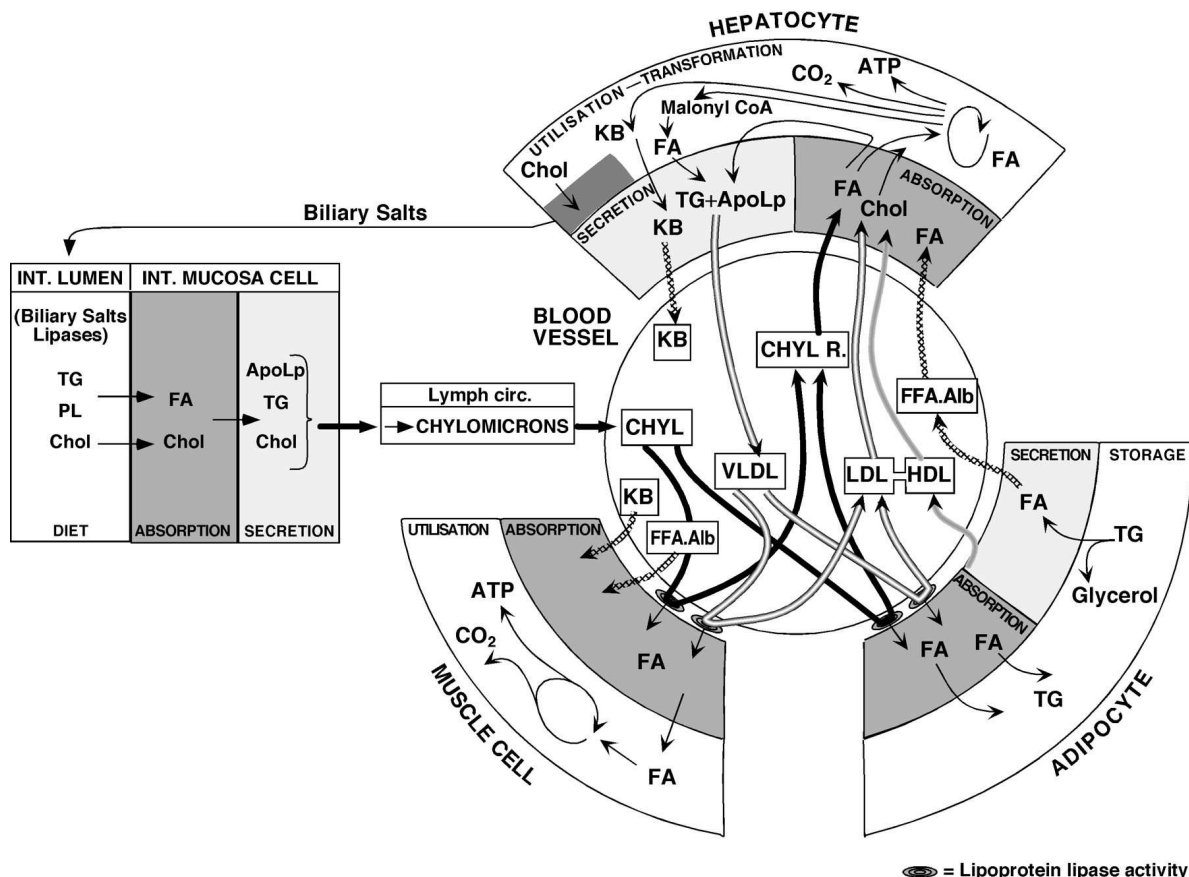 HEPATOCYTE
UTILISATION—TRANSFORMATION
CO2
ATP
Malonyl CoA
KB
FA
FA
Chol
ABSORPTION
FA
Chol
FA
SECRETION
TG+ApoLp
KB
Biliary Salts
INT. LUMEN
INT. MUCOSA CELL
(Biliary Salts
Lipases)
TG
PL
Chol
FA
Chol
ApoLp
TG
Chol
DIET
ABSORPTION
SECRETION
Lymph circ.
CHYLOMICRONS
BLOOD
VESSEL
KB
CHYL R.
FFA.Alb
CHYL
VLDL
LDL
HDL
KB
FFA.Alb
UTILISATION
ABSORPTION
ATP
CO2
FA
FA
MUSCLE CELL
SECRETION
STORAGE
FA
TG
Glycerol
ABSORPTION
FA
FA
TG
ADIPOCYTE
= Lipoprotein lipase activity